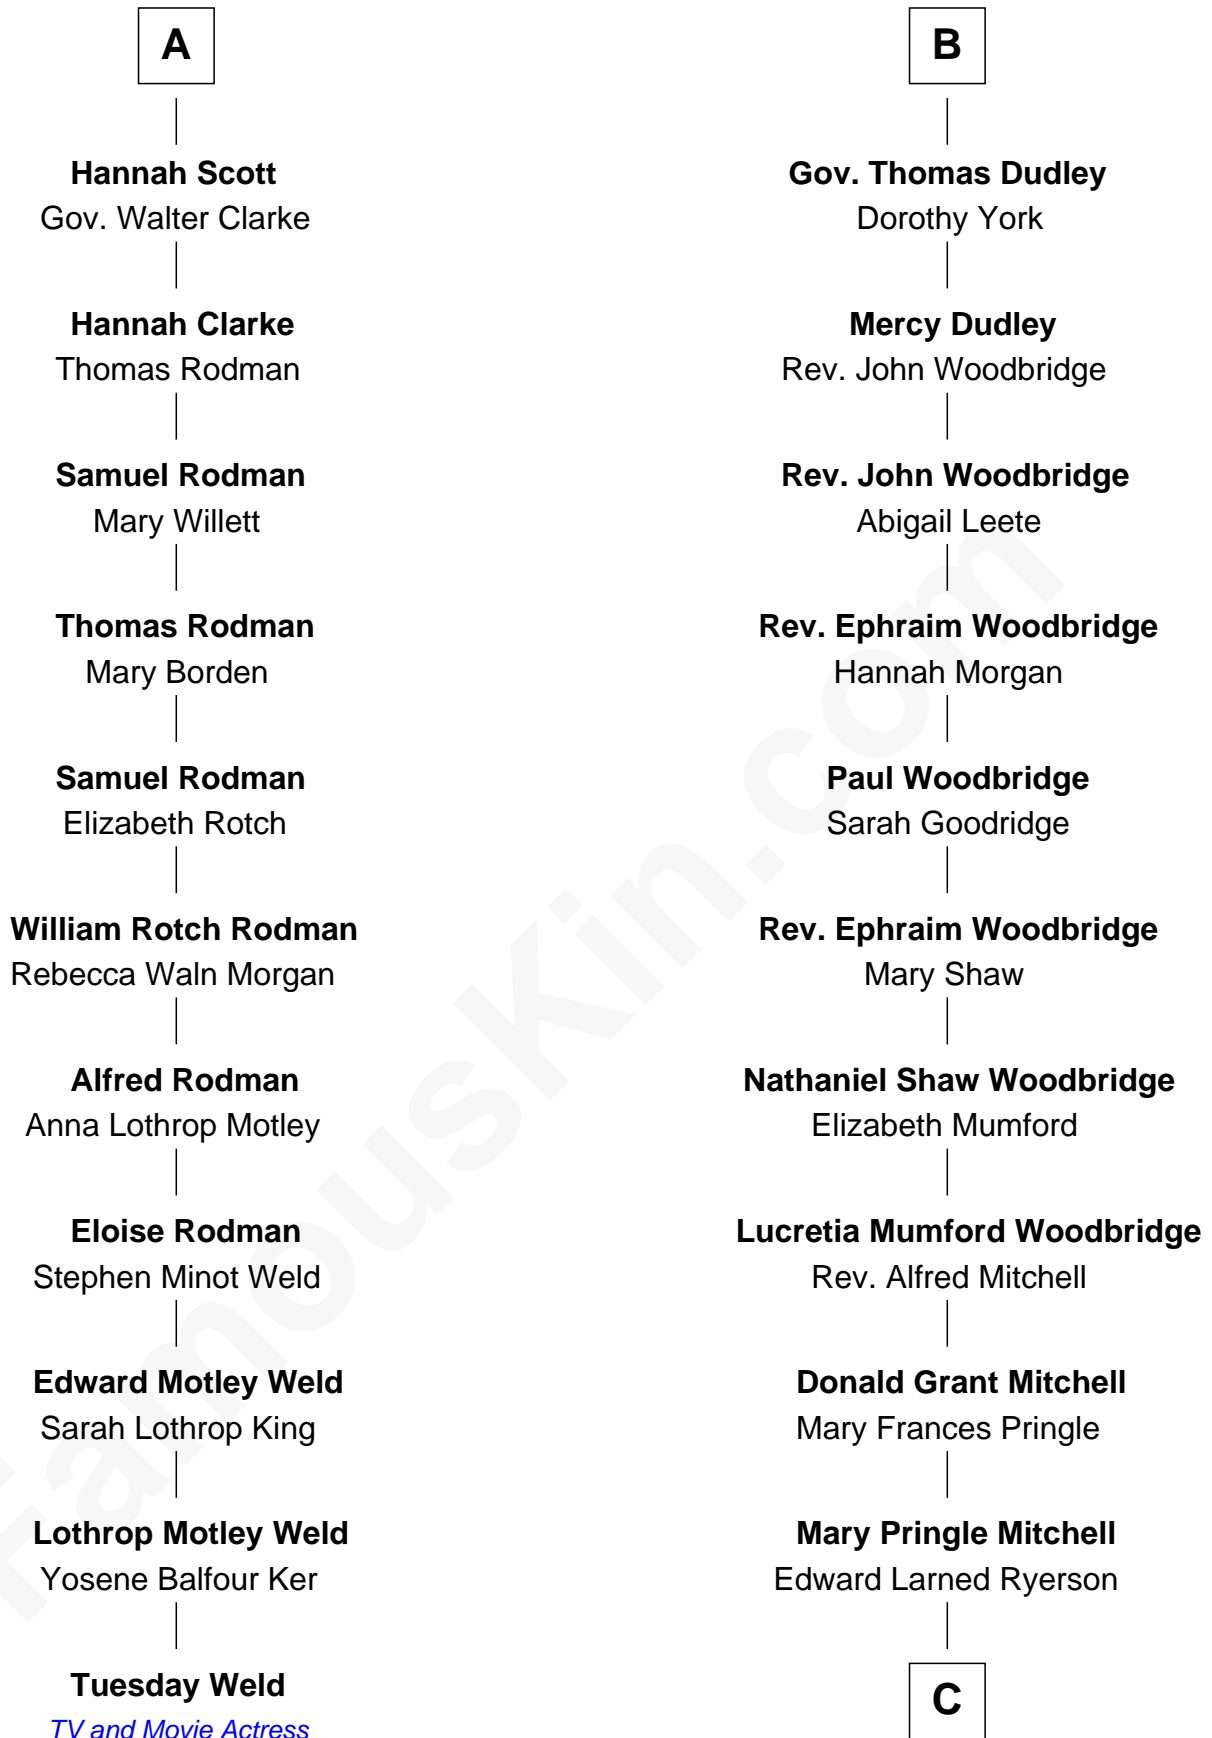 A
Hannah Scott
Gov. Walter Clarke
Hannah Clarke
Thomas Rodman
Samuel Rodman
Mary Willett
Thomas Rodman
Mary Borden
Samuel Rodman
Elizabeth Rotch
William Rotch Rodman
Rebecca Waln Morgan
Alfred Rodman
Anna Lothrop Motley
Eloise Rodman
Stephen Minot Weld
Edward Motley Weld
Sarah Lothrop King
Lothrop Motley Weld
Yosene Balfour Ker
Tuesday Weld
TV and Movie Actress
B
Gov. Thomas Dudley
Dorothy York
Mercy Dudley
Rev. John Woodbridge
Rev. John Woodbridge
Abigail Leete
Rev. Ephraim Woodbridge
Hannah Morgan
Paul Woodbridge
Sarah Goodridge
Rev. Ephraim Woodbridge
Mary Shaw
Nathaniel Shaw Woodbridge
Elizabeth Mumford
Lucretia Mumford Woodbridge
Rev. Alfred Mitchell
Donald Grant Mitchell
Mary Frances Pringle
Mary Pringle Mitchell
Edward Larned Ryerson
C
FamousKin.com